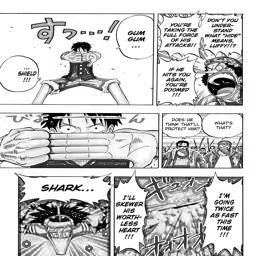 DON'T YOU
UNDER-
STAND
WHAT "HIDE"
MEANS,
LUFFY!!?
YOU'RE
TAKING THE
FULL FORCE
OF HIS
ATTACKS!!
IF HE
HITS YOU
AGAIN,
YOU'RE
DOOMED
!!!
GUM
GUM...
すっ…!!
...
SHIELD
!!!
WHAT'S
THAT?
DOES HE
THINK THAT'LL
PROTECT HIM?
I'M
GOING
TWICE
AS FAST
THIS
TIME
!!!
I'LL
SKEWER
HIS
WORTH-
LESS
HEART
!!!
SHARK...